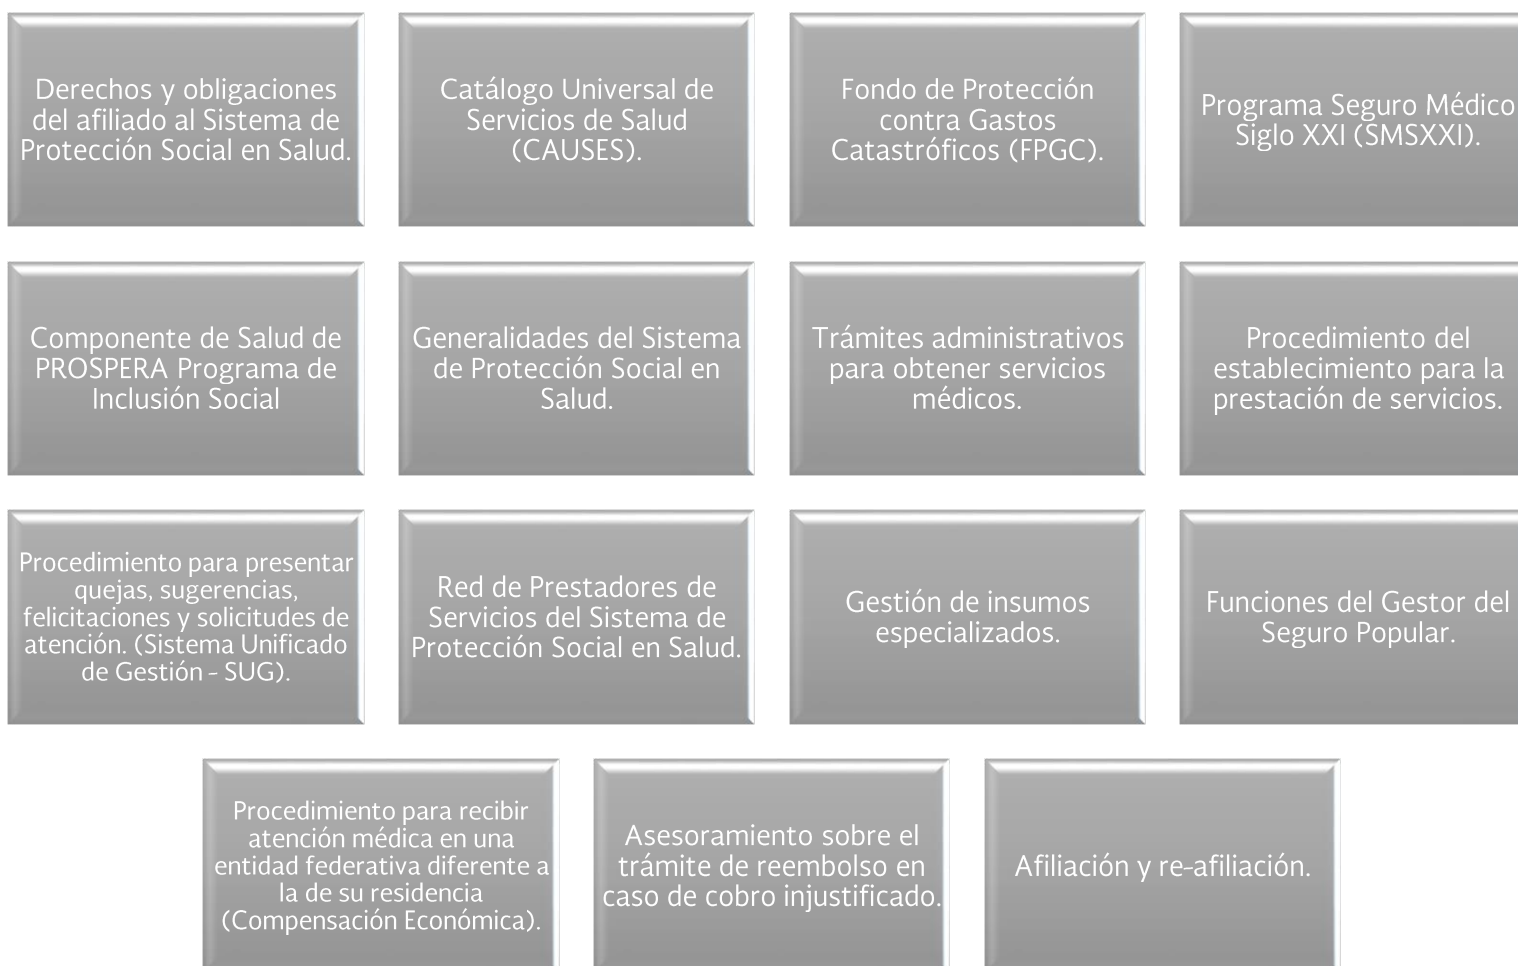 Derechos y obligaciones
del afiliado al Sistema de
Protección Social en Salud.
Catálogo Universal de
Servicios de Salud
(CAUSES).
Fondo de Protección
contra Gastos
Catastróficos (FPGC).
Programa Seguro Médico
Siglo XXI (SMSXXI).
Componente de Salud de
PROSPERA Programa de
Inclusión Social
Generalidades del Sistema
de Protección Social en
Salud.
Trámites administrativos
para obtener servicios
médicos.
Procedimiento del
establecimiento para la
prestación de servicios.
Procedimiento para presentar
quejas, sugerencias,
felicitaciones y solicitudes de
atención. (Sistema Unificado
de Gestión - SUG).
Red de Prestadores de
Servicios del Sistema de
Protección Social en Salud.
Gestión de insumos
especializados.
Funciones del Gestor del
Seguro Popular.
Procedimiento para recibir
atención médica en una
entidad federativa diferente a
la de su residencia
(Compensación Económica).
Asesoramiento sobre el
trámite de reembolso en
caso de cobro injustificado.
Afiliación y re-afiliación.